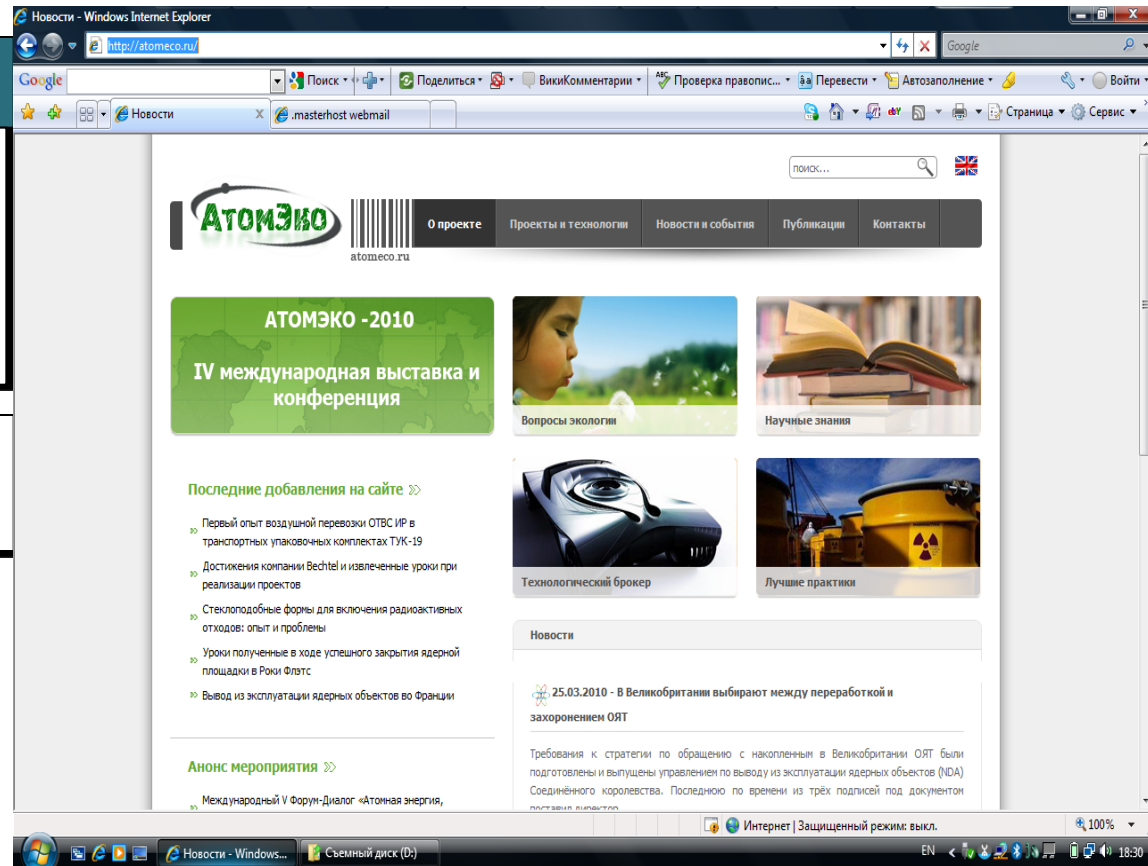 Новости - Windows Internet Explorer
http://atomeco.ru/
Google
Google
Поиск
Поделиться
ВикиКомментарии
Проверка правопис...
Перевести
Автозаполнение
Войти
Новости
.masterhost webmail
Страница
Сервис
поиск...
АтомЭко
atomeco.ru
О проекте
Проекты и технологии
Новости и события
Публикации
Контакты
АТОМЭКО -2010
IV международная выставка и
конференция
Вопросы экологии
Научные знания
Технологический брокер
Лучшие практики
Последние добавления на сайте
Первый опыт воздушной перевозки ОТВС ИР в
транспортных упаковочных комплектах ТУК-19
Достижения компании Bechtel и извлеченные уроки при
реализации проектов
Стеклоподобные формы для включения радиоактивных
отходов: опыт и проблемы
Уроки полученные в ходе успешного закрытия ядерной
площадки в Роки Флэтс
Вывод из эксплуатации ядерных объектов во Франции
Анонс мероприятия
Международный V Форум-Диалог «Атомная энергия,
Новости
25.03.2010 - В Великобритании выбирают между переработкой и
захоронением ОЯТ
Требования к стратегии по обращению с накопленным в Великобритании ОЯТ были
подготовлены и выпущены управлением по выводу из эксплуатации ядерных объектов (NDA)
Соединённого королевства. Последнюю по времени из трёх подписей под документом
поставил директор
Интернет | Защищенный режим: выкл.
100%
Новости - Windows...
Съемный диск (D:)
EN
18:30